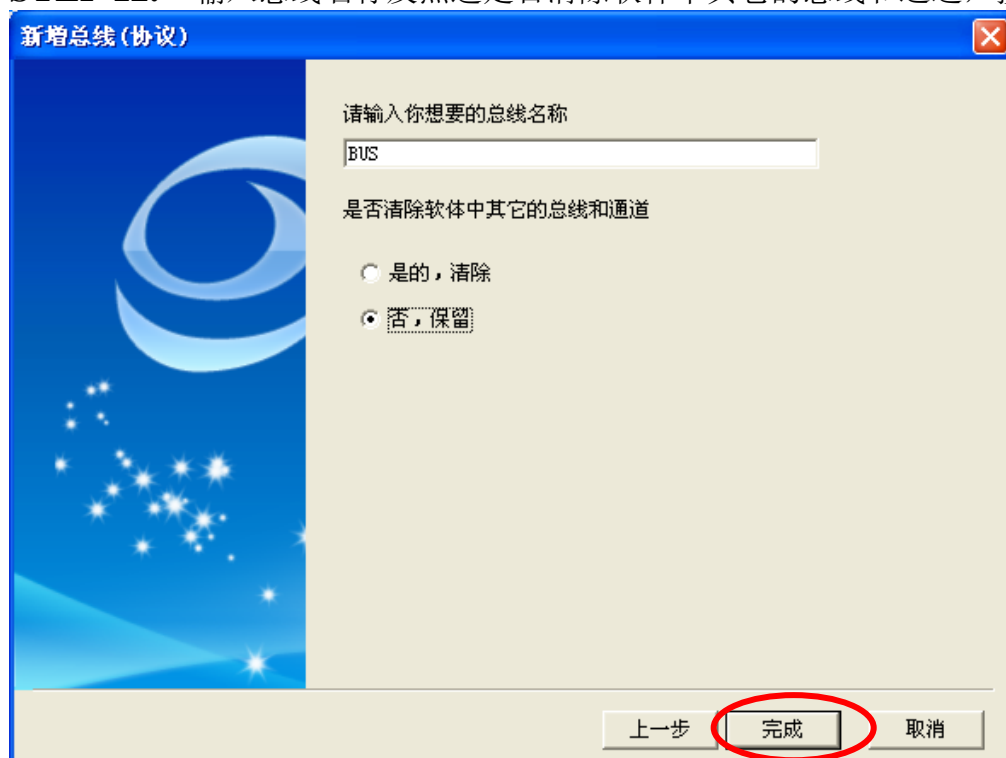 新增总线(协议)
请输入你想要的总线名称
BUS
是否清除软体中其它的总线和通道
是的，清除
否，保留
上一步 完成 取消